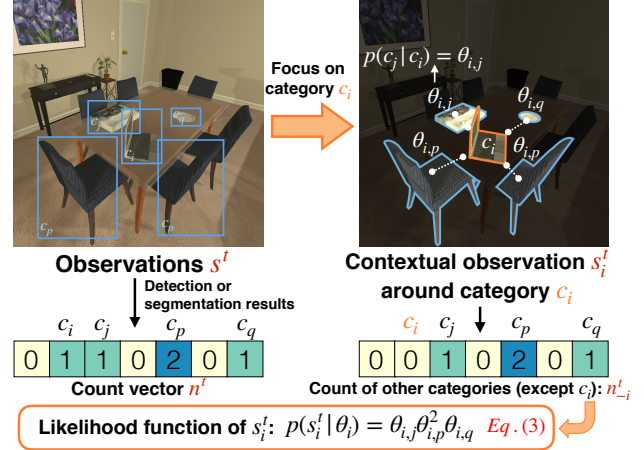 c_j
q
c_i
c_p
c_p
Focus on
category c_i
p(c_j | c_i) = θ_{i,j}
θ_{i,j}
θ_{i,q}
θ_{i,p}
c_i
θ_{i,p}
Observations s^t
Detection or
segmentation results
c_i c_j c_p c_q
0 1 1 0 2 0 1
Count vector n^t
Contextual observation s_i^t
around category c_i
c_i c_j c_p c_q
0 0 1 0 2 0 1
Count of other categories (except c_i): n_{-i}^t
Likelihood function of s_i^t: p(s_i^t | θ_i) = θ_{i,j}θ_{i,p}^2θ_{i,q} Eq. (3)